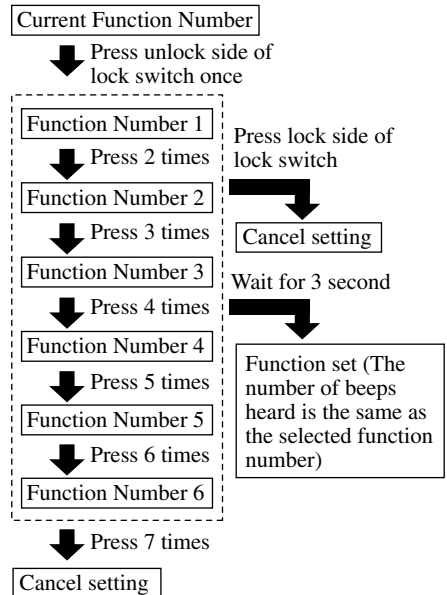 Current Function Number
Press unlock side of
lock switch once
Function Number 1
Press 2 times
Function Number 2
Press 3 times
Function Number 3
Press 4 times
Function Number 4
Press 5 times
Function Number 5
Press 6 times
Function Number 6
Press 7 times
Cancel setting
Press lock side of
lock switch
Cancel setting
Wait for 3 second
Function set (The
number of beeps
heard is the same as
the selected function
number)